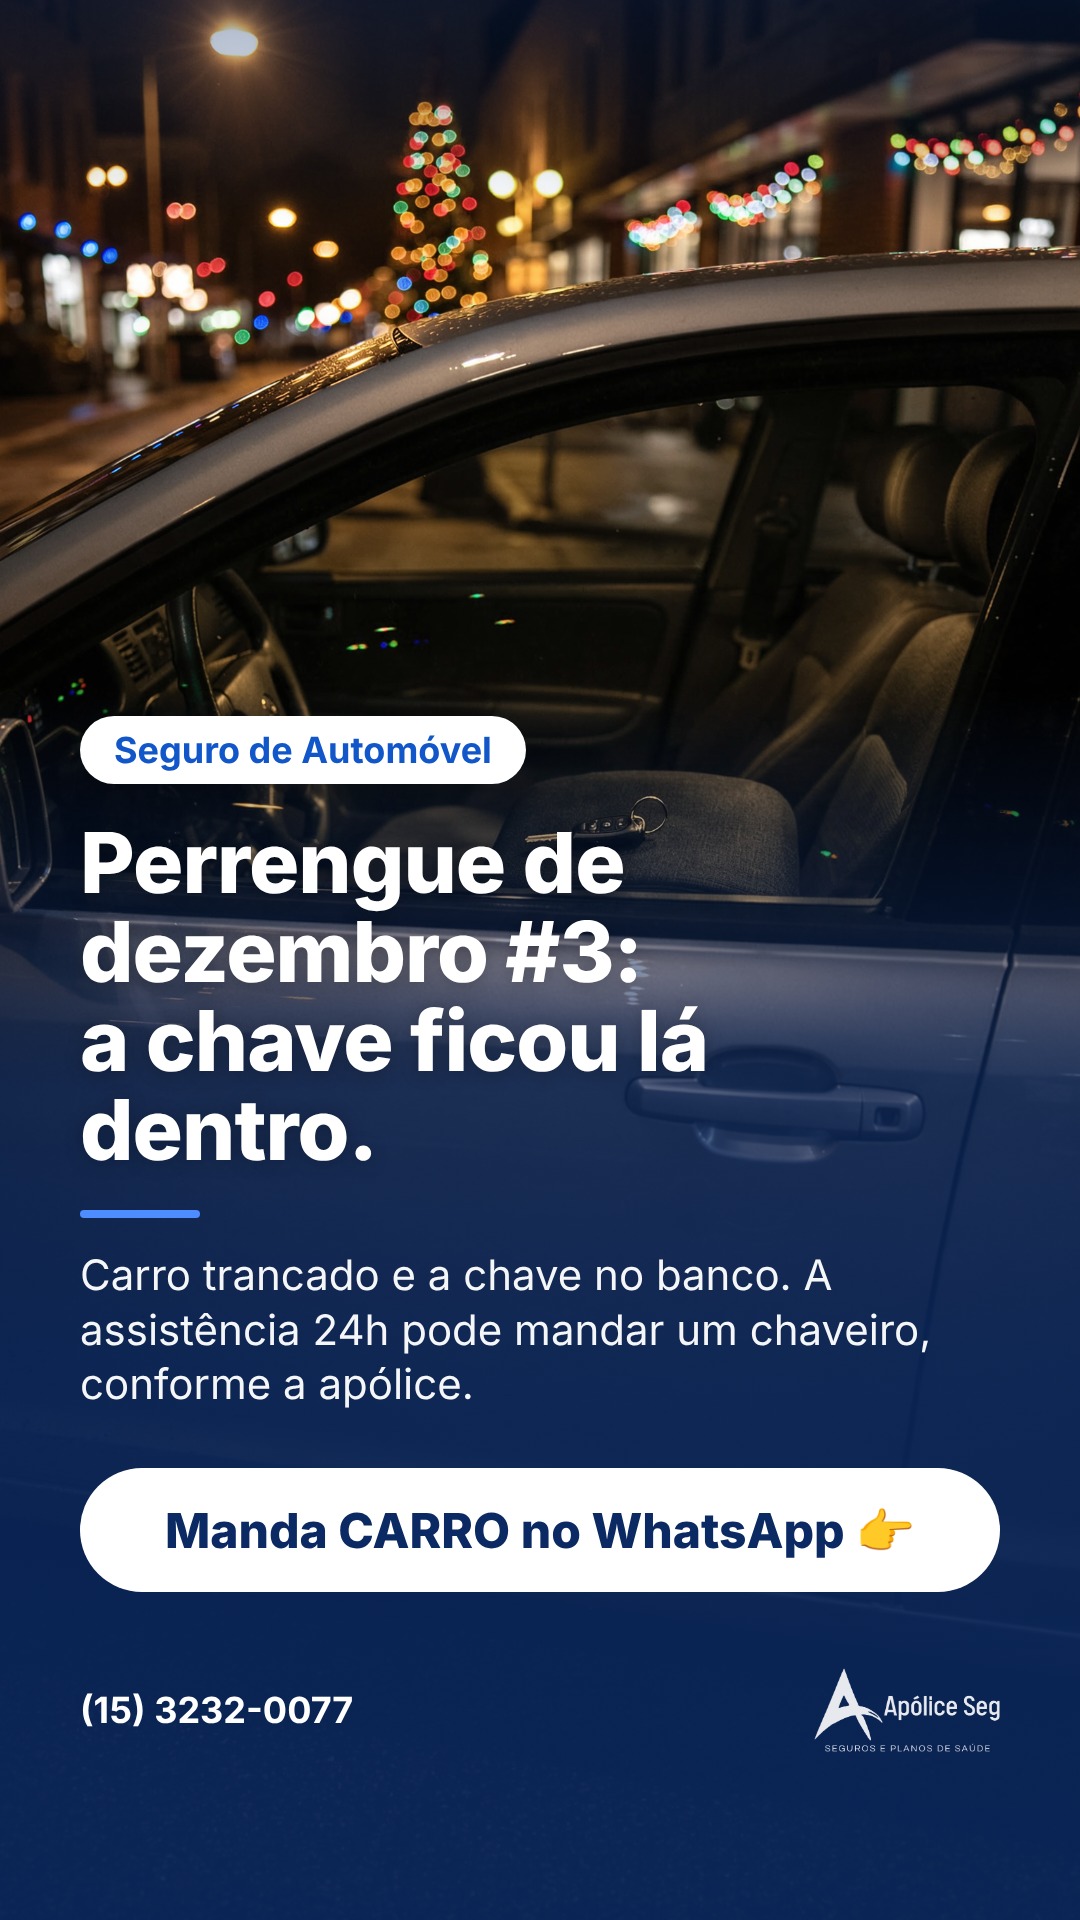 Seguro de Automóvel
Perrengue de
dezembro #3:
a chave ficou lá
dentro.
Carro trancado e a chave no banco. A
assistência 24h pode mandar um chaveiro,
conforme a apólice.
Manda CARRO no WhatsApp 👉
(15) 3232-0077
Apólice Seg
SEGUROS E PLANOS DE SAÚDE